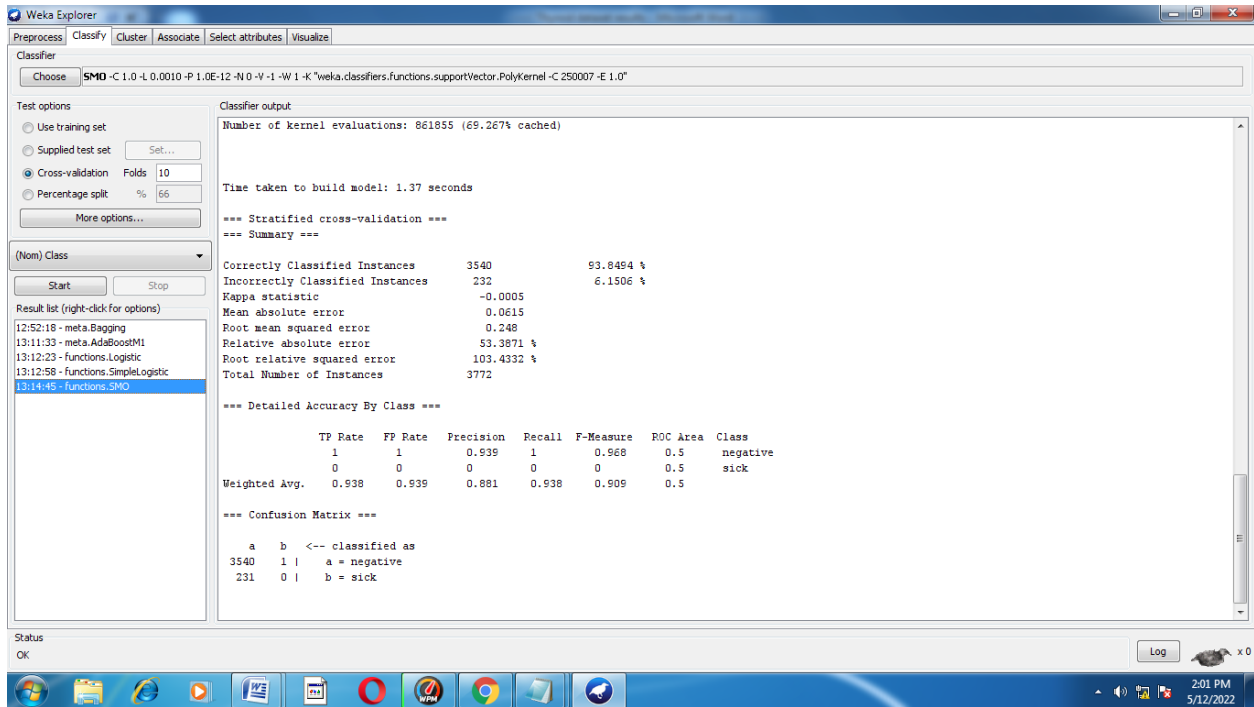 Weka Explorer
Preprocess Classify Cluster Associate Select attributes Visualize
Classifier
Choose SMO -C 1.0 -L 0.0010 -P 1.0E-12 -N 0 -V -1 -W 1 -K "weka.classifiers.functions.supportVector.PolyKernel -C 250007 -E 1.0"
Test options
Use training set
Supplied test set Set...
Cross-validation Folds 10
Percentage split % 66
More options...
(Nom) Class
Start Stop
Result list (right-click for options)
12:52:18 - meta.Bagging
13:11:33 - meta.AdaBoostM1
13:12:23 - functions.Logistic
13:12:58 - functions.SimpleLogistic
13:14:45 - functions.SMO
Classifier output
Number of kernel evaluations: 861855 (69.267% cached)
Time taken to build model: 1.37 seconds
=== Stratified cross-validation ===
=== Summary ===
Correctly Classified Instances 3540 93.8494 %
Incorrectly Classified Instances 232 6.1506 %
Kappa statistic -0.0005
Mean absolute error 0.0615
Root mean squared error 0.248
Relative absolute error 53.3871 %
Root relative squared error 103.4332 %
Total Number of Instances 3772
=== Detailed Accuracy By Class ===
TP Rate FP Rate Precision Recall F-Measure ROC Area Class
1 1 0.939 1 0.968 0.5 negative
0 0 0 0 0 0.5 sick
Weighted Avg. 0.938 0.939 0.881 0.938 0.909 0.5
=== Confusion Matrix ===
a b <-- classified as
3540 1 | a = negative
231 0 | b = sick
Status
OK
Log x 0
WPM
2:01 PM
5/12/2022